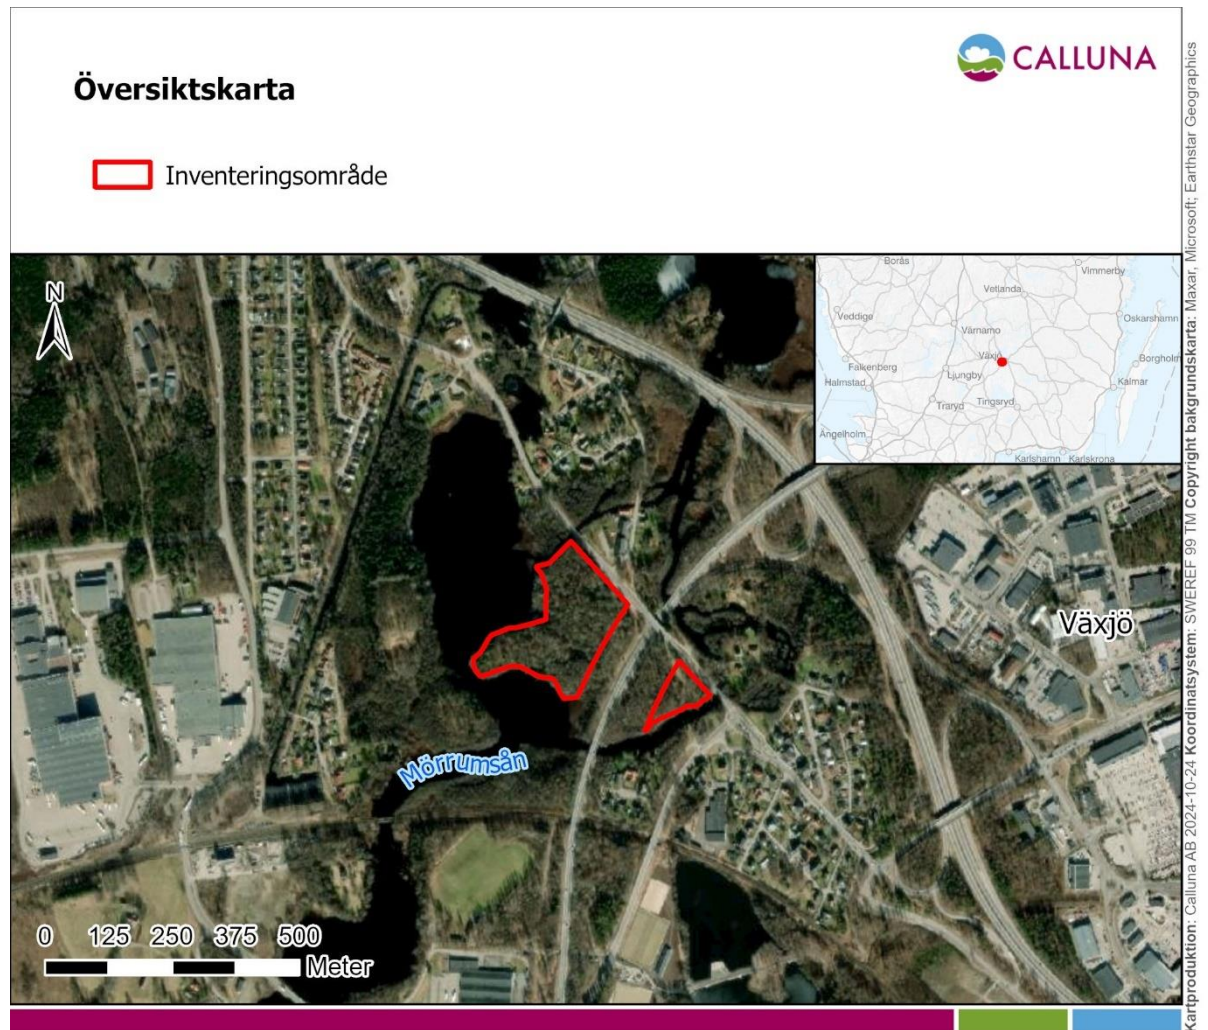 CALLUNA
Översiktskarta
Inventeringsområde
N
Borås
Vimmerby
Vetlanda
Veddige
Oskarshamn
Värnamo
Växjö
Falkenberg
Borgholm
Ljungby
Halmstad
Kalmar
Traryd
Tingsryd
Ängelholm
Karlshamn Karlskrona
Växjö
Mörrumsån
0 125 250 375 500
Meter
Kartproduktion: Calluna AB 2024-10-24 Koordinatsystem: SWEREF 99 TM Copyright bakgrundskarta: Maxar, Microsoft; Earthstar Geographics